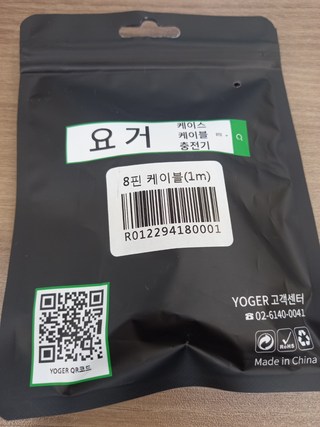 요 거
케이스
케이블
충전기
8핀 케이블(1m)
R012294180001
YOGER 고객센터
☎02-6140-0041
YOGER QR코드
Made in China